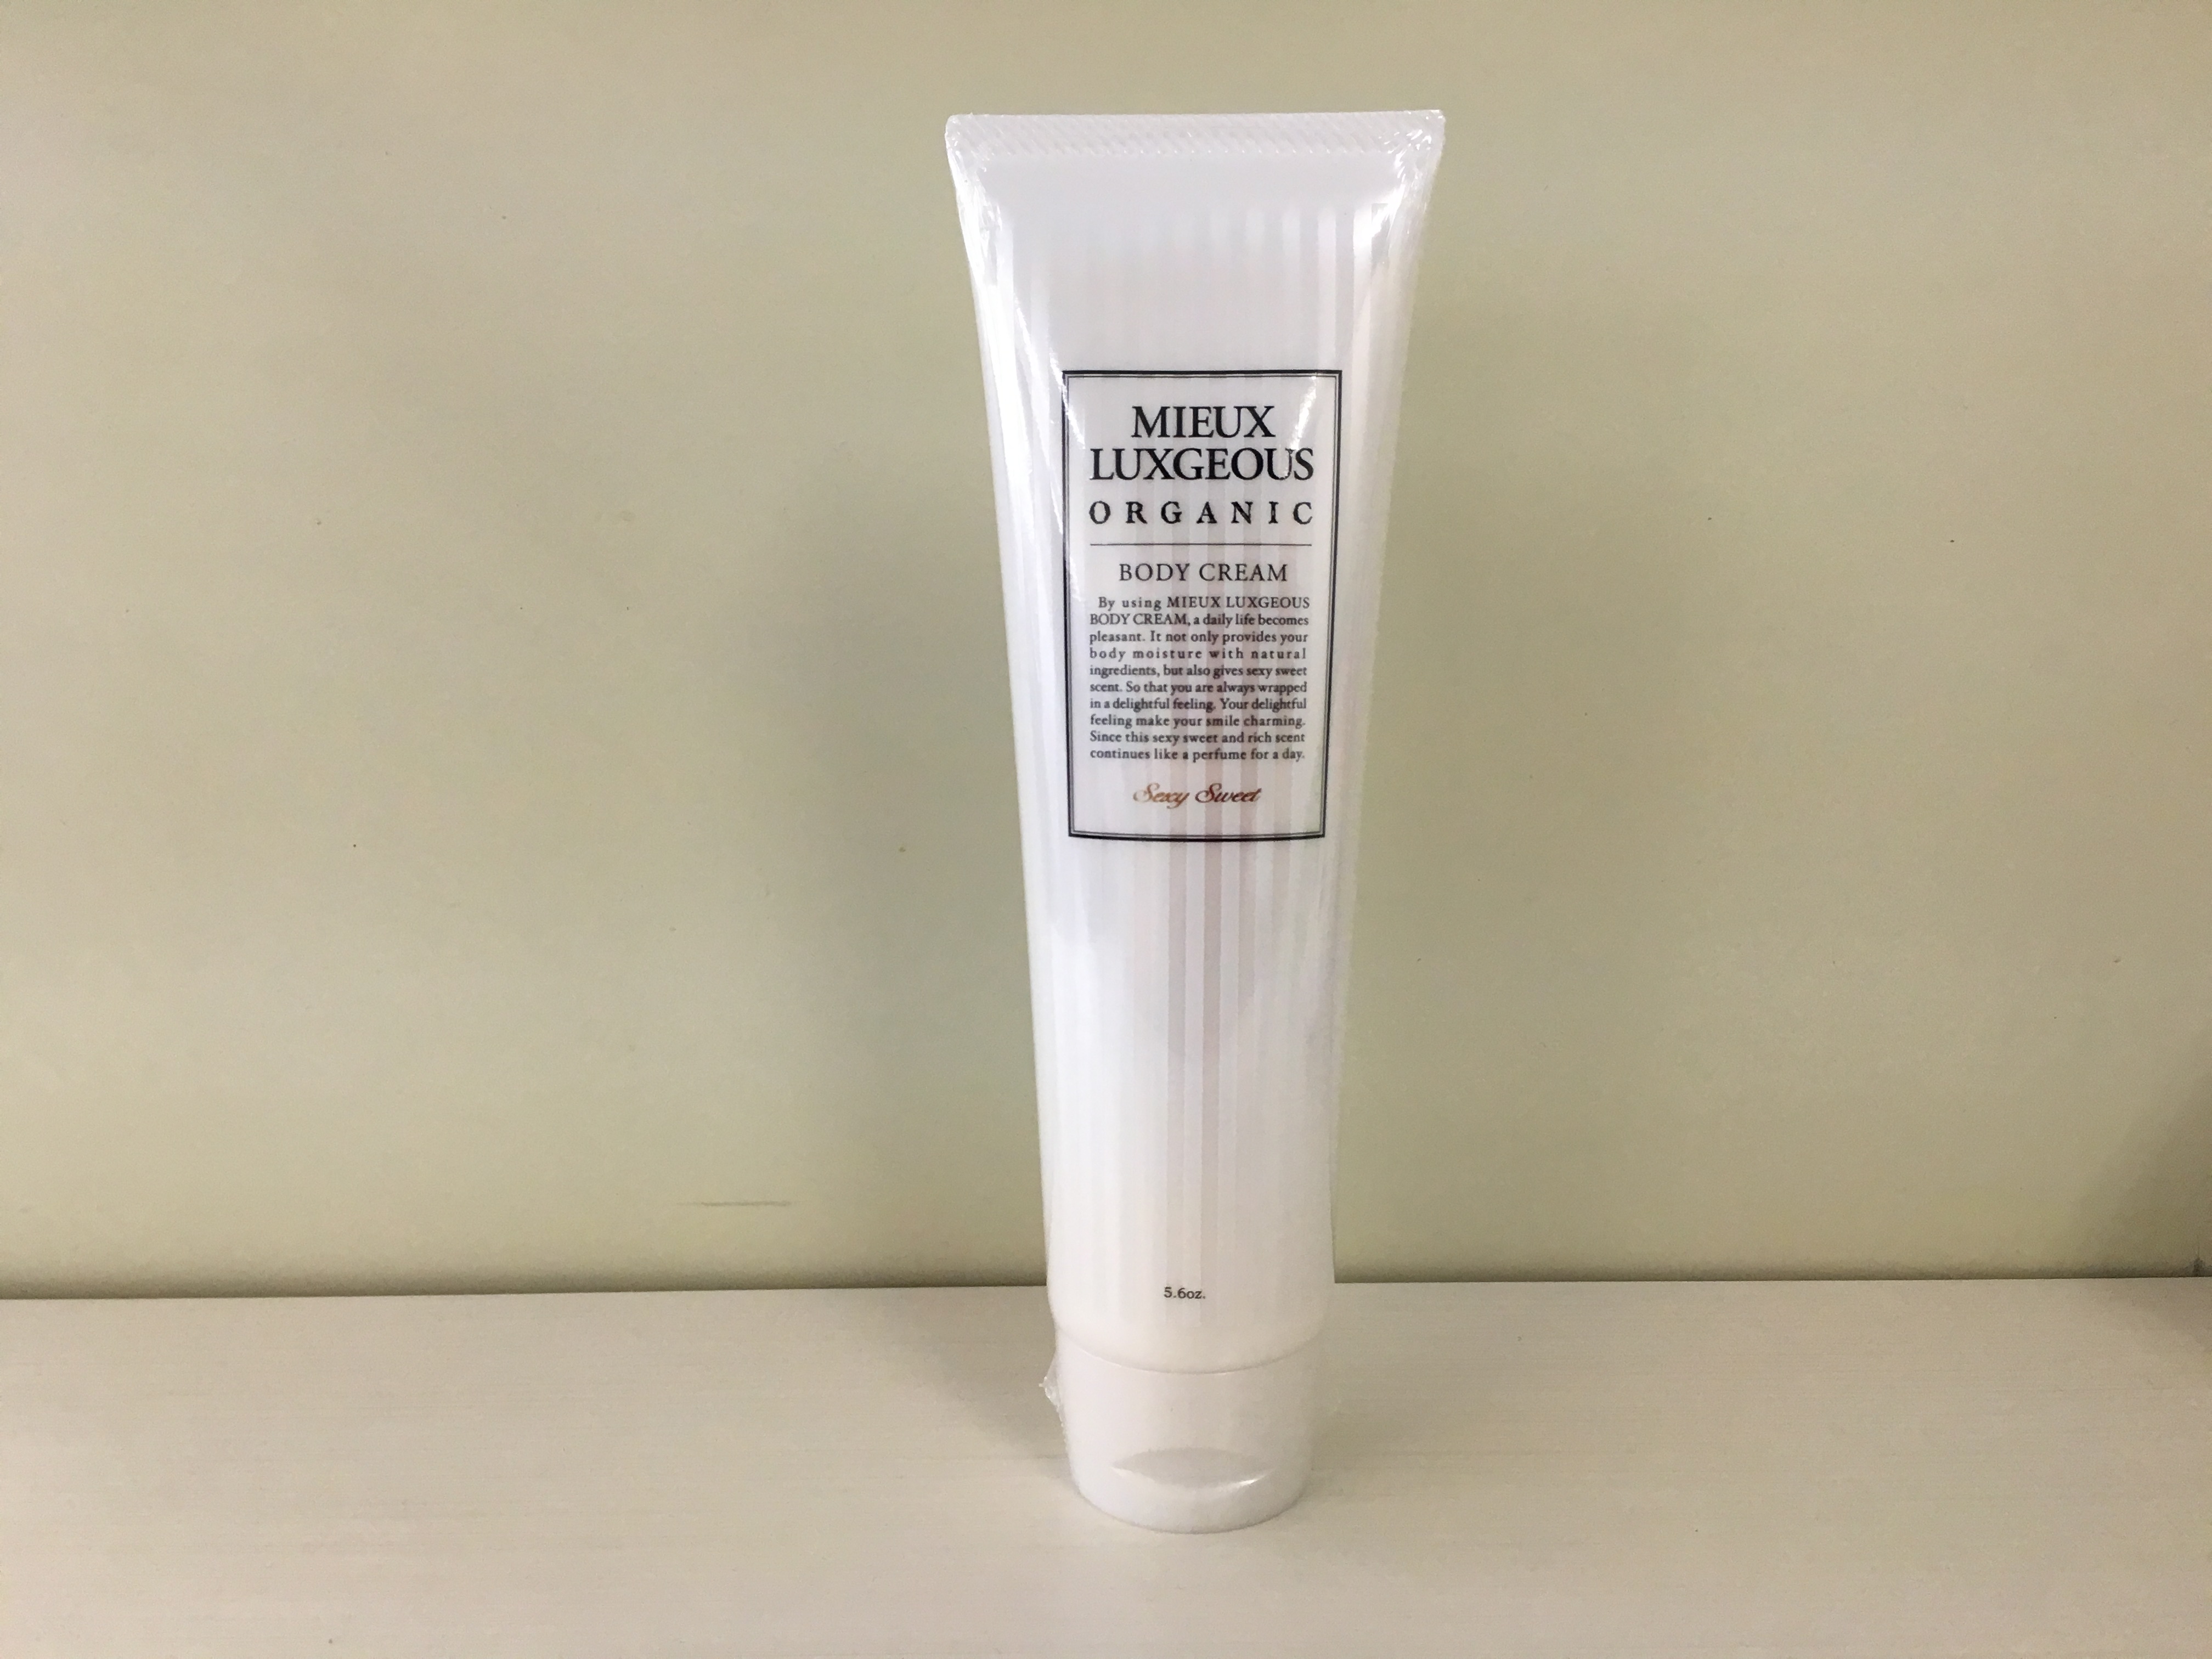 MIEUX
LUXGEOUS
ORGANIC
BODY CREAM
By using MIEUX LUXGEOUS
BODY CREAM, a daily life becomes
pleasant. It not only provides your
body moisture with natural
ingredients, but also gives sexy sweet
scent. So that you are always wrapped
in a delightful feeling. Your delightful
feeling make your smile charming.
Since this sexy sweet and rich scent
continues like a perfume for a day.
Sexy Sweet
5.6oz.